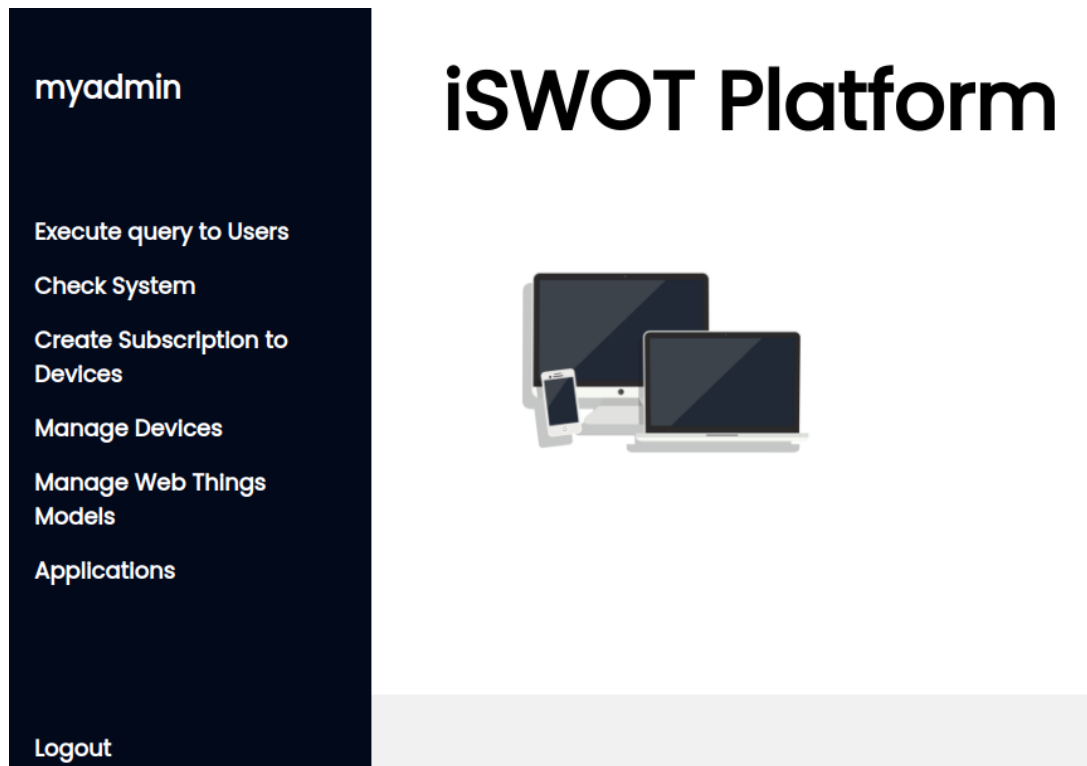 myadmin
iSWOT Platform
Execute query to Users
Check System
Create Subscription to
Devices
Manage Devices
Manage Web Things
Models
Applications
Logout